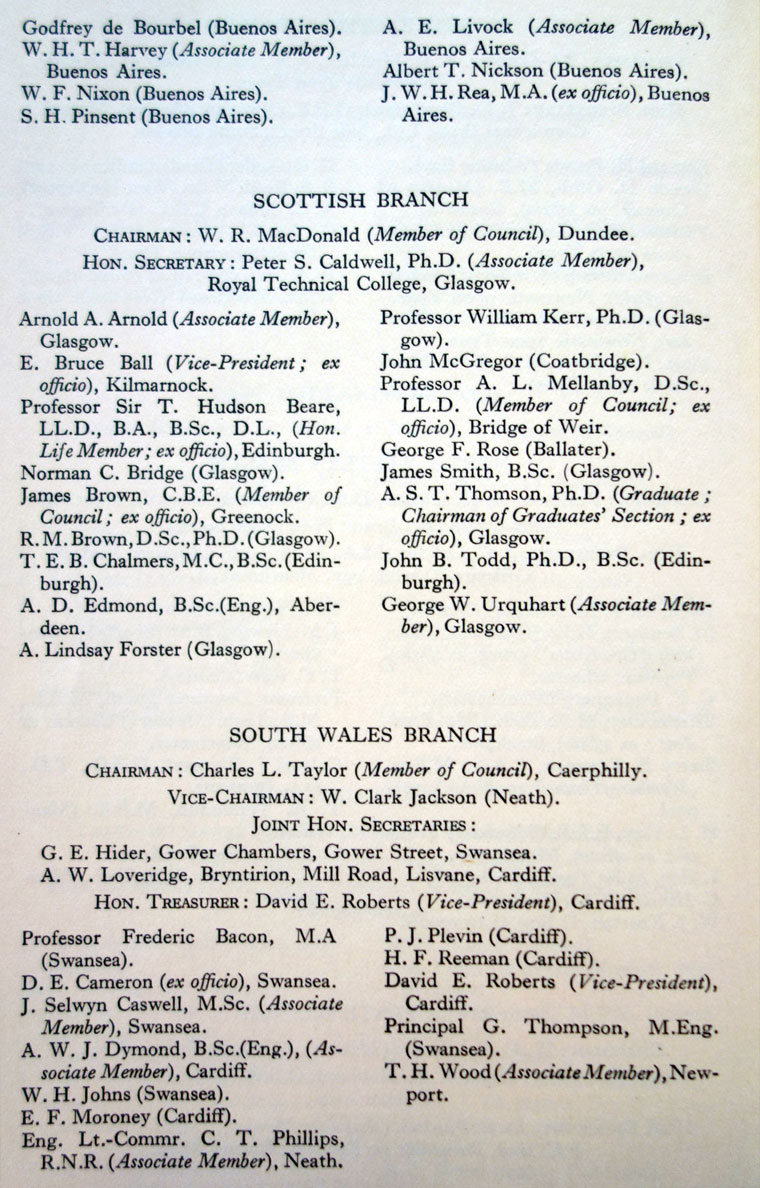 Godfrey de Bourbel (Buenos Aires).
W. H. T. Harvey (Associate Member),
Buenos Aires.
W. F. Nixon (Buenos Aires).
S. H. Pinsent (Buenos Aires).
A. E. Livock (Associate Member),
Buenos Aires.
Albert T. Nickson (Buenos Aires).
J. W. H. Rea, M.A. (ex officio), Buenos
Aires.
SCOTTISH BRANCH
CHAIRMAN: W. R. MacDonald (Member of Council), Dundee.
HON. SECRETARY: Peter S. Caldwell, Ph.D. (Associate Member),
Royal Technical College, Glasgow.
Arnold A. Arnold (Associate Member),
Glasgow.
E. Bruce Ball (Vice-President; ex
officio), Kilmarnock.
Professor Sir T. Hudson Beare,
LL.D., B.A., B.Sc., D.L., (Hon.
Life Member; ex officio), Edinburgh.
Norman C. Bridge (Glasgow).
James Brown, C.B.E. (Member of
Council; ex officio), Greenock.
R. M. Brown, D.Sc., Ph.D. (Glasgow).
T. E. B. Chalmers, M.C., B.Sc. (Edin-
burgh).
A. D. Edmond, B.Sc.(Eng.), Aber-
deen.
A. Lindsay Forster (Glasgow).
Professor William Kerr, Ph.D. (Glas-
gow).
John McGregor (Coatbridge).
Professor A. L. Mellanby, D.Sc.,
LL.D. (Member of Council; ex
officio), Bridge of Weir.
George F. Rose (Ballater).
James Smith, B.Sc. (Glasgow).
A. S. T. Thomson, Ph.D. (Graduate;
Chairman of Graduates' Section; ex
officio), Glasgow.
John B. Todd, Ph.D., B.Sc. (Edin-
burgh).
George W. Urquhart (Associate Mem-
ber), Glasgow.
SOUTH WALES BRANCH
CHAIRMAN: Charles L. Taylor (Member of Council), Caerphilly.
VICE-CHAIRMAN: W. Clark Jackson (Neath).
JOINT HON. SECRETARIES:
G. E. Hider, Gower Chambers, Gower Street, Swansea.
A. W. Loveridge, Bryntirion, Mill Road, Lisvane, Cardiff.
HON. TREASURER: David E. Roberts (Vice-President), Cardiff.
Professor Frederic Bacon, M.A
(Swansea).
D. E. Cameron (ex officio), Swansea.
J. Selwyn Caswell, M.Sc. (Associate
Member), Swansea.
A. W. J. Dymond, B.Sc.(Eng.), (As-
sociate Member), Cardiff.
W. H. Johns (Swansea).
E. F. Moroney (Cardiff).
Eng. Lt.-Commr. C. T. Phillips,
R.N.R. (Associate Member), Neath.
P. J. Plevin (Cardiff).
H. F. Reeman (Cardiff).
David E. Roberts (Vice-President),
Cardiff.
Principal G. Thompson, M.Eng.
(Swansea).
T. H. Wood (Associate Member), New-
port.